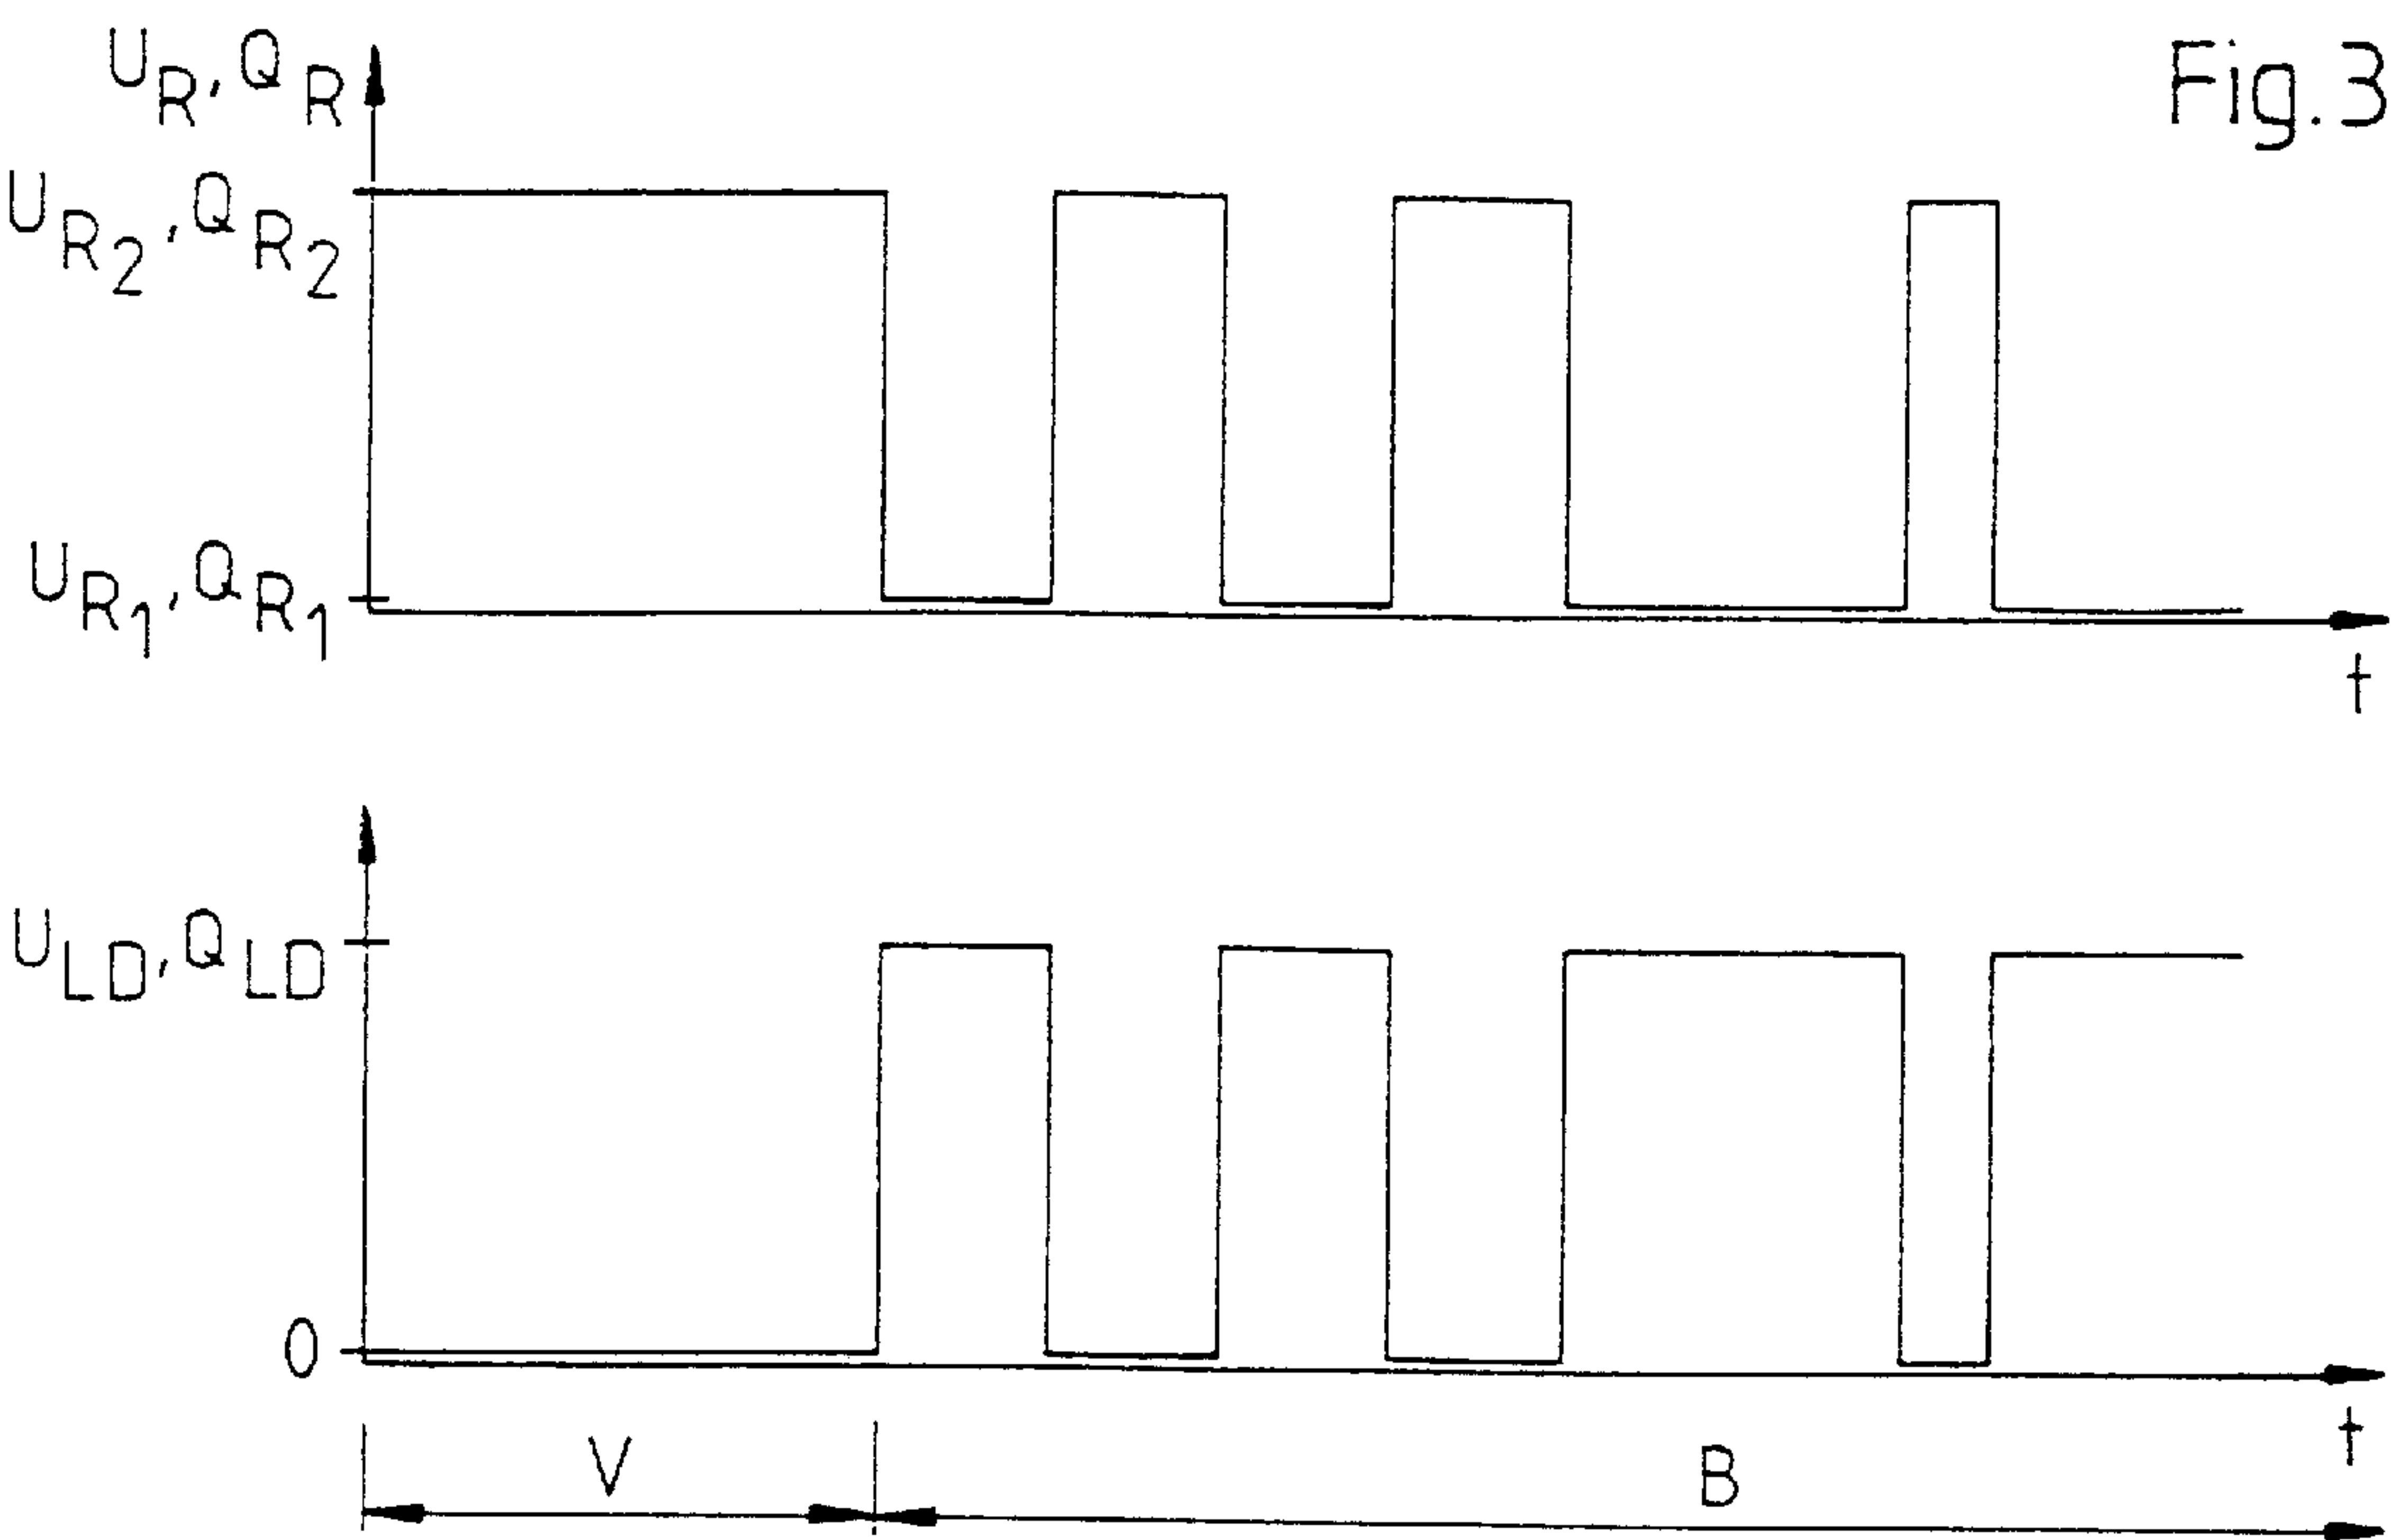 Fig.3
U_R, Q_R
U_R2, Q_R2
U_R1, Q_R1
t
U_LD, Q_LD
0
t
V
B